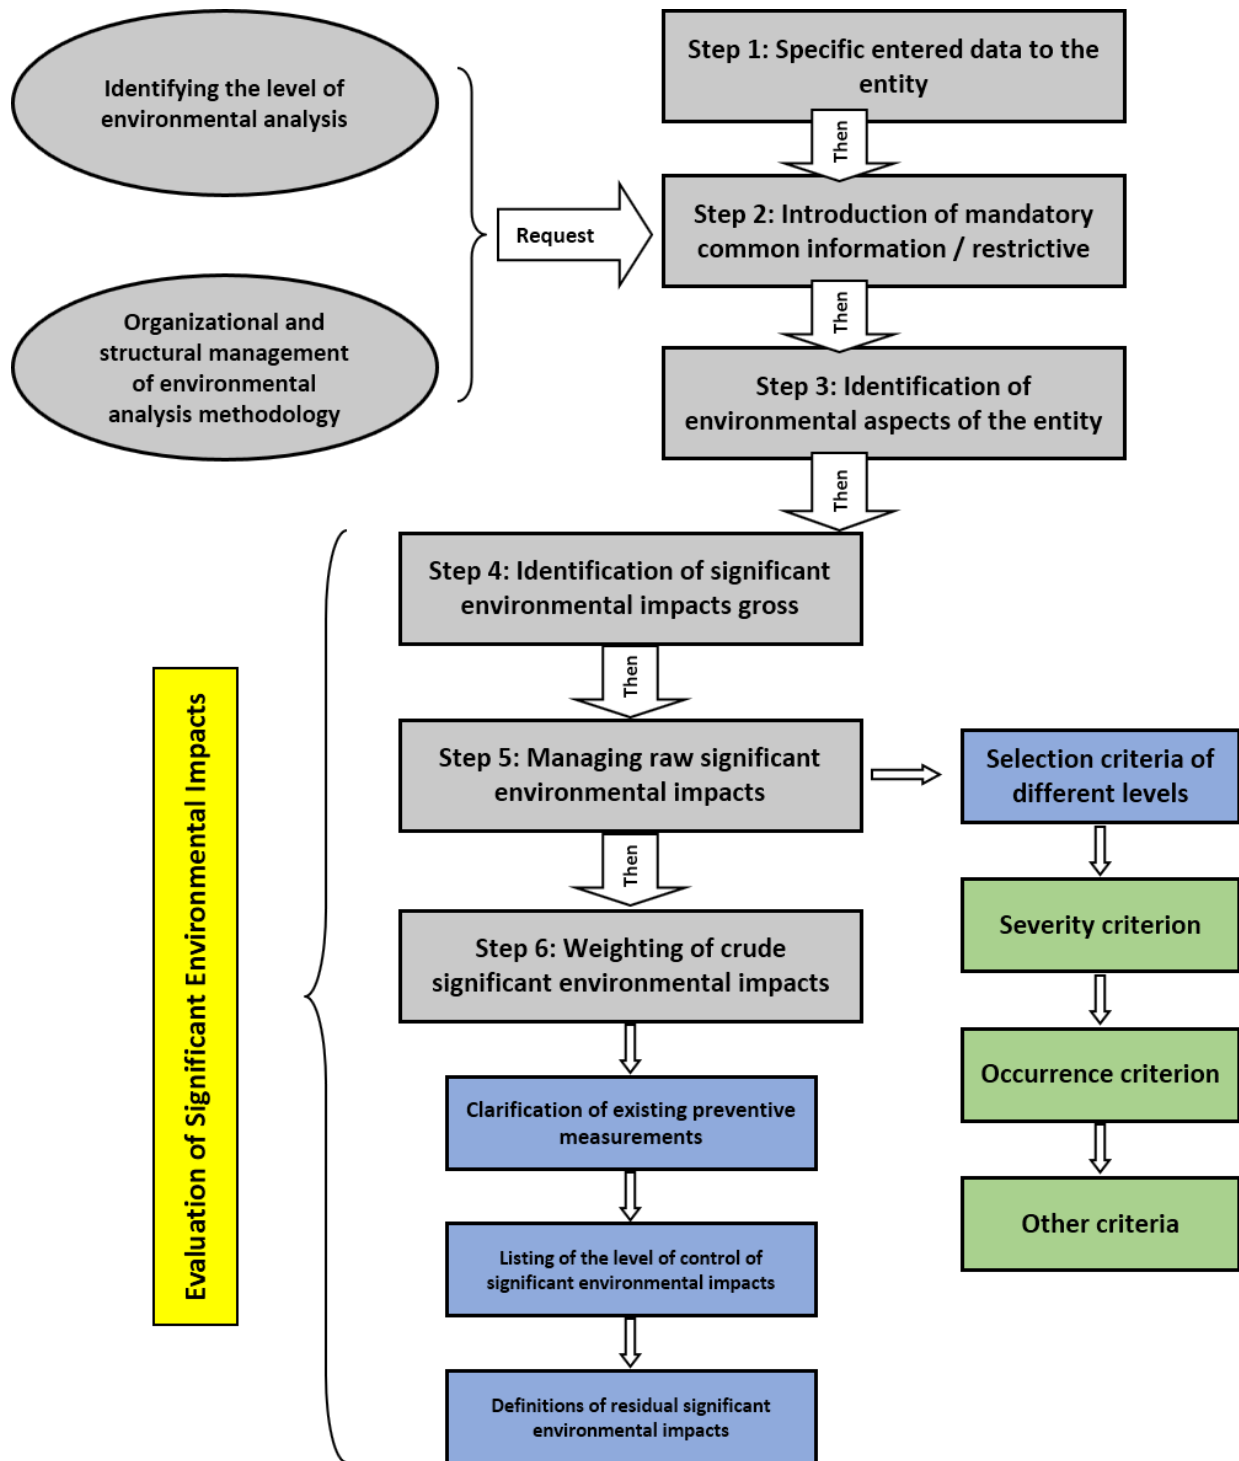 Identifying the level of
environmental analysis
Organizational and
structural management
of environmental
analysis methodology
Request
Step 1: Specific entered data to the
entity
Then
Step 2: Introduction of mandatory
common information / restrictive
Then
Step 3: Identification of
environmental aspects of the entity
Then
Evaluation of Significant Environmental Impacts
Step 4: Identification of significant
environmental impacts gross
Then
Step 5: Managing raw significant
environmental impacts
Then
Step 6: Weighting of crude
significant environmental impacts
Clarification of existing preventive
measurements
Listing of the level of control of
significant environmental impacts
Definitions of residual significant
environmental impacts
Selection criteria of
different levels
Severity criterion
Occurrence criterion
Other criteria